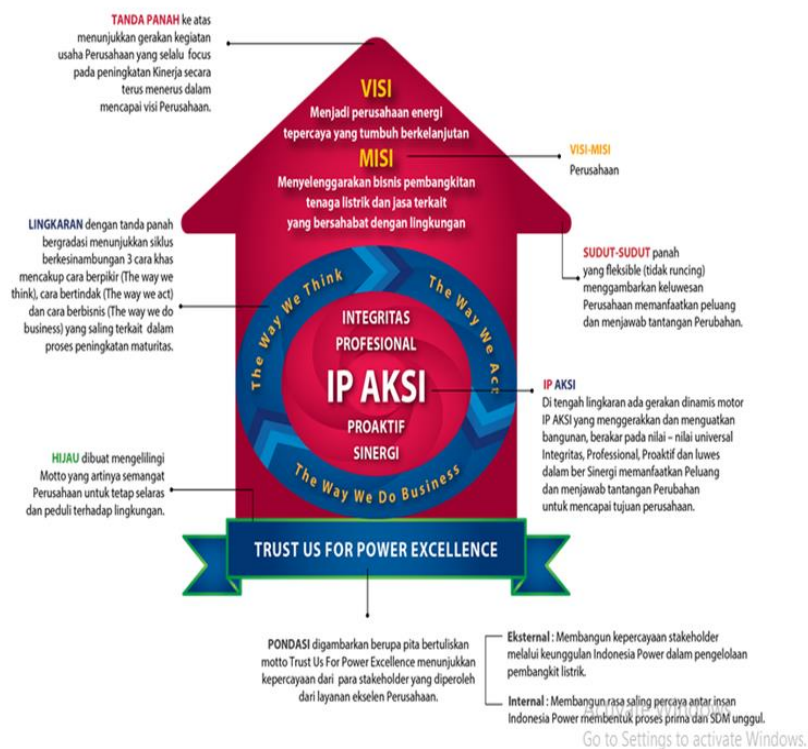 TANDA PANAH ke atas
menunjukkan gerakan kegiatan
usaha Perusahaan yang selalu focus
pada peningkatan Kinerja secara
terus menerus dalam
mencapai visi Perusahaan.
VISI
Menjadi perusahaan energi
tepercaya yang tumbuh berkelanjutan
MISI
Menyelenggarakan bisnis pembangkitan
tenaga listrik dan jasa terkait
yang bersahabat dengan lingkungan
VISI-MISI
Perusahaan
LINGKARAN dengan tanda panah
bergradasi menunjukkan siklus
berkesinambungan 3 cara khas
mencakup cara berpikir (The way we
think), cara bertindak (The way we act)
dan cara berbisnis (The way we do
business) yang saling terkait dalam
proses peningkatan maturitas.
SUDUT-SUDUT panah
yang fleksible (tidak runcing)
menggambarkan keluwesan
Perusahaan memanfaatkan peluang
dan menjawab tantangan Perubahan.
The Way We Think
The Way We Act
The Way We Do Business
INTEGRITAS
PROFESIONAL
IP AKSI
PROAKTIF
SINERGI
IP AKSI
Di tengah lingkaran ada gerakan dinamis motor
IP AKSI yang menggerakkan dan menguatkan
bangunan, berakar pada nilai – nilai universal
Integritas, Professional, Proaktif dan luwes
dalam ber Sinergi memanfaatkan Peluang
dan menjawab tantangan Perubahan
untuk mencapai tujuan perusahaan.
HIJAU dibuat mengelilingi
Motto yang artinya semangat
Perusahaan untuk tetap selaras
dan peduli terhadap lingkungan.
TRUST US FOR POWER EXCELLENCE
PONDASI digambarkan berupa pita bertuliskan
motto Trust Us For Power Excellence menunjukkan
kepercayaan dari para stakeholder yang diperoleh
dari layanan ekselen Perusahaan.
Eksternal : Membangun kepercayaan stakeholder
melalui keunggulan Indonesia Power dalam pengelolaan
pembangkit listrik.
Internal : Membangun rasa saling percaya antar insan
Indonesia Power membentuk proses prima dan SDM unggul.
Activate Windows
Go to Settings to activate Windows.